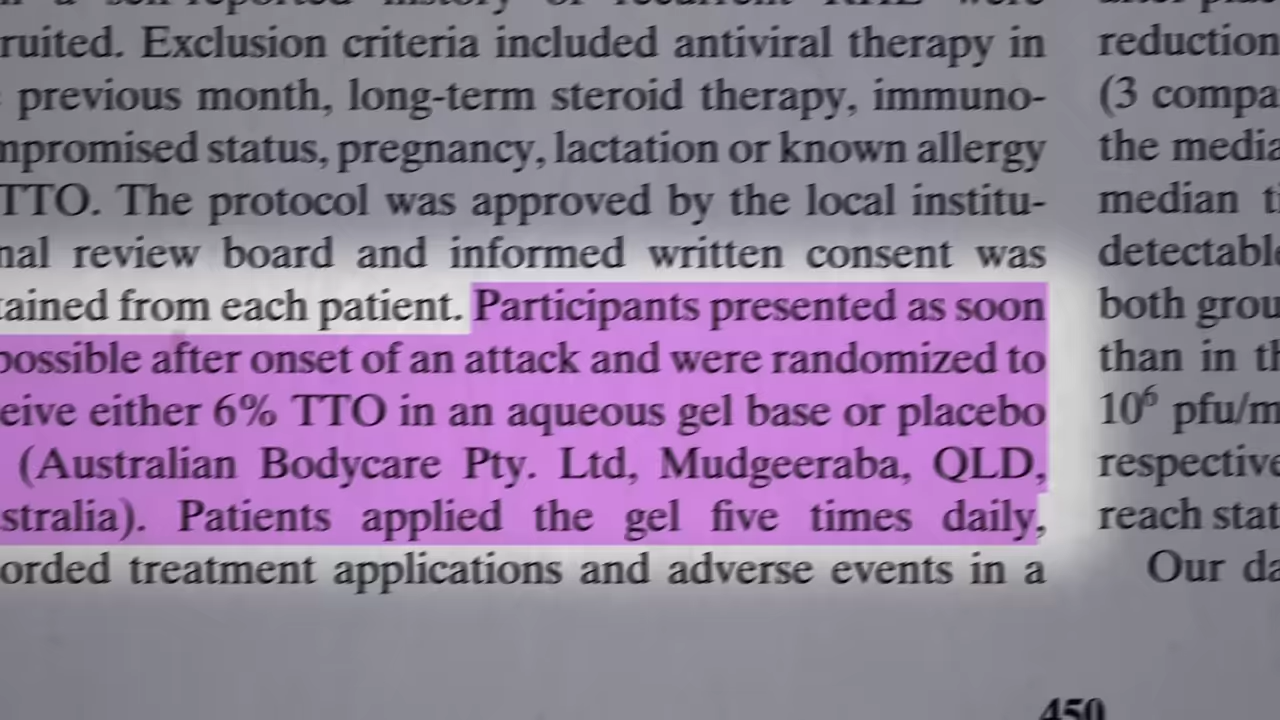 ruited. Exclusion criteria included antiviral therapy in
previous month, long-term steroid therapy, immuno-
mpromised status, pregnancy, lactation or known allergy
TTO. The protocol was approved by the local institu-
nal review board and informed written consent was
tained from each patient. Participants presented as soon
possible after onset of an attack and were randomized to
eive either 6% TTO in an aqueous gel base or placebo
(Australian Bodycare Pty. Ltd, Mudgeeraba, QLD,
stralia). Patients applied the gel five times daily,
orded treatment applications and adverse events in a
reduction
(3 compa
the media
median ti
detectable
both grou
than in th
10⁶ pfu/m
respective
reach stat
Our da
450